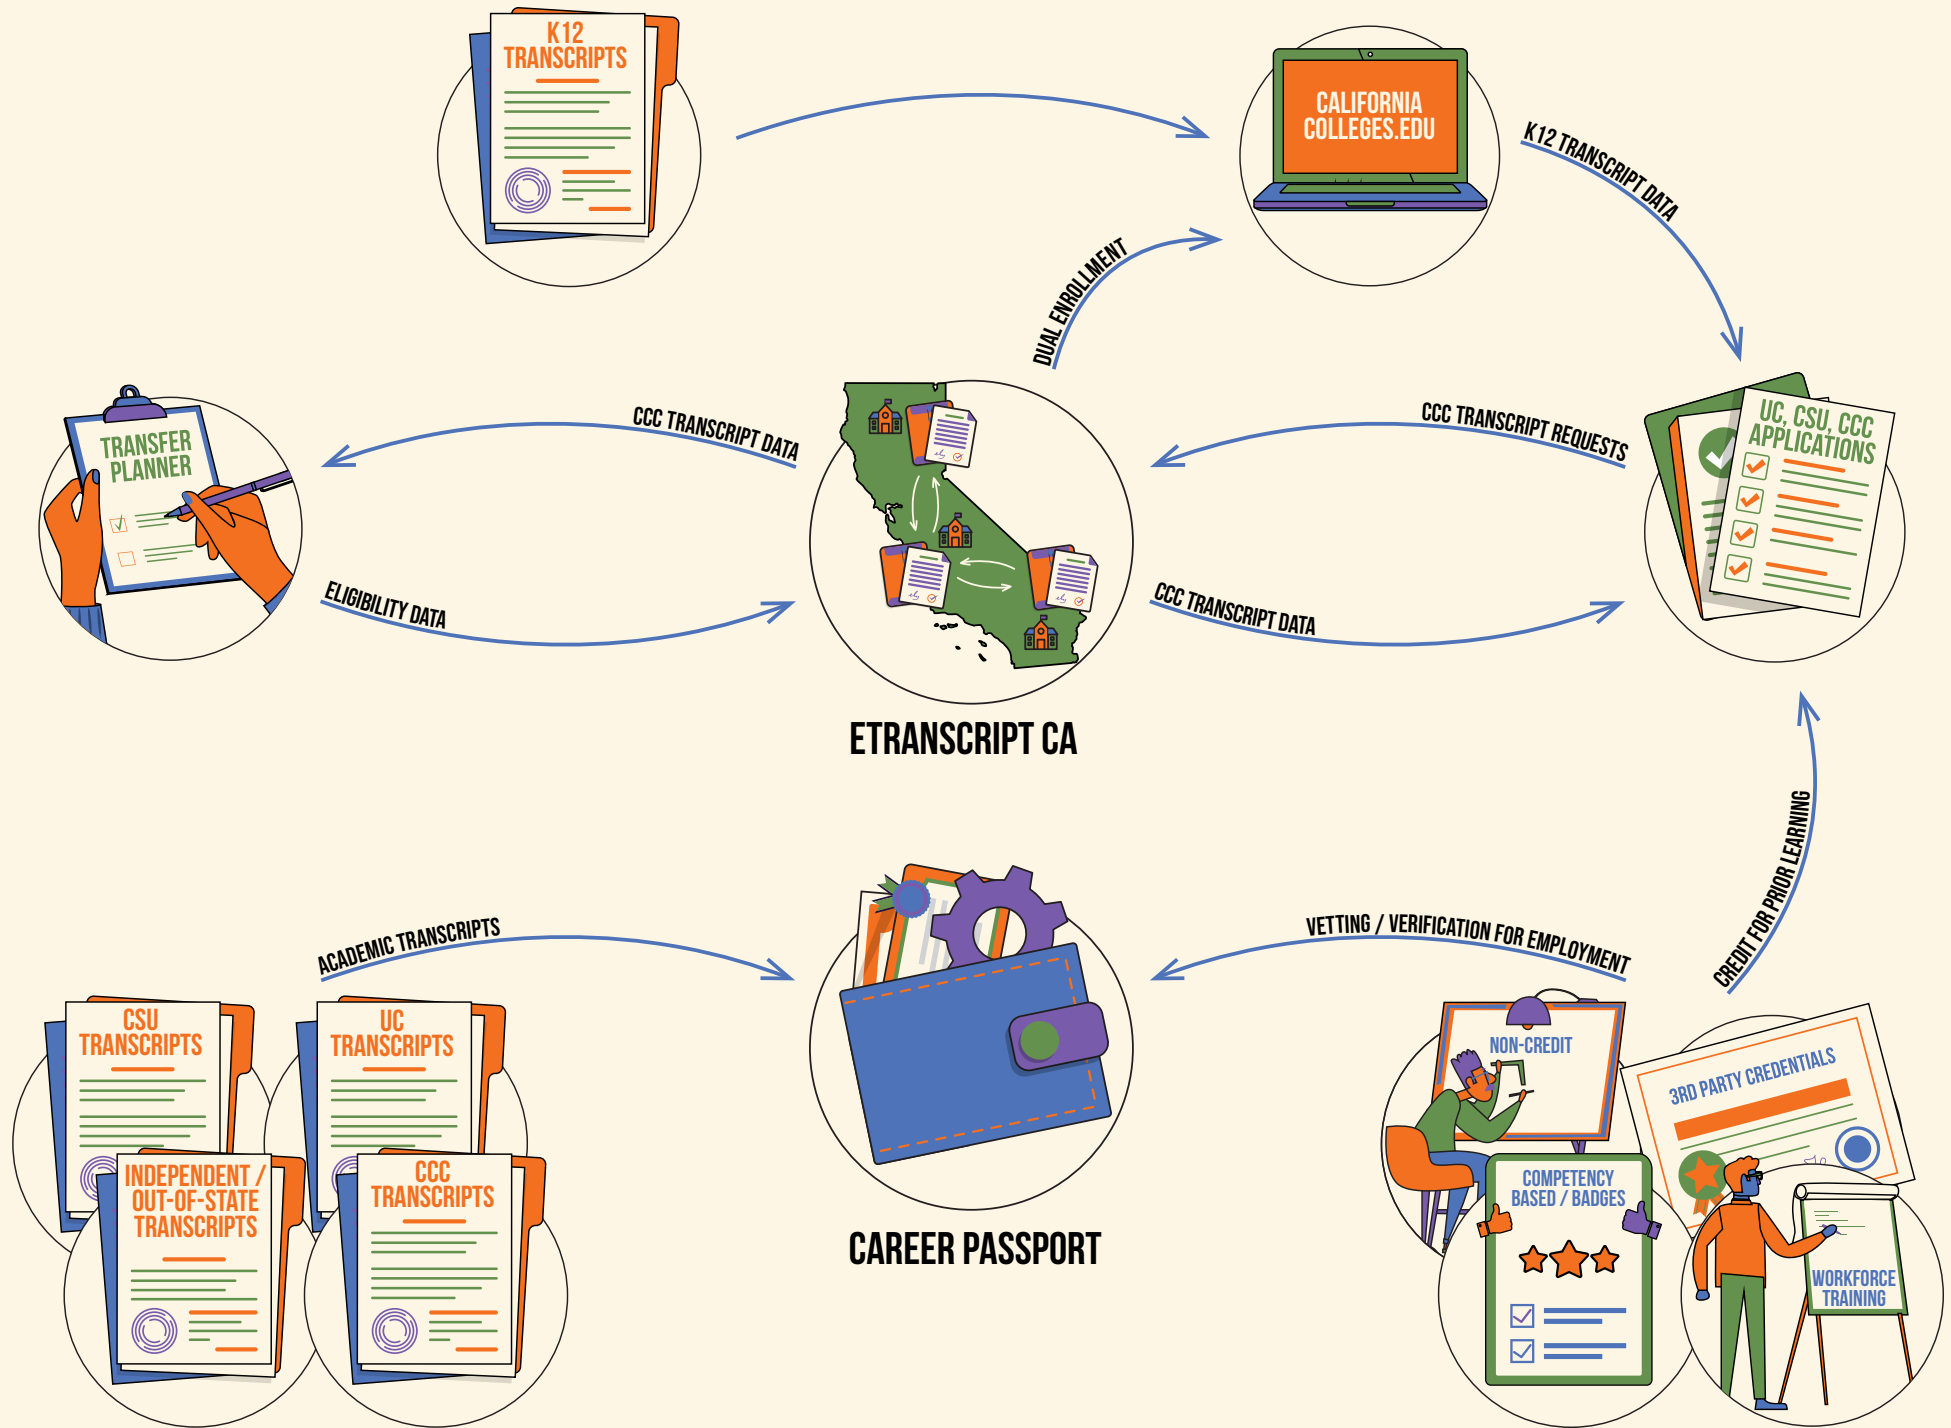 K12
TRANSCRIPTS
CALIFORNIA
COLLEGES.EDU
K12 TRANSCRIPT DATA
DUAL ENROLLMENT
TRANSFER
PLANNER
CCC TRANSCRIPT DATA
CCC TRANSCRIPT REQUESTS
UC, CSU, CCC
APPLICATIONS
ELIGIBILITY DATA
CCC TRANSCRIPT DATA
ETRANSCRIPT CA
CREDIT FOR PRIOR LEARNING
ACADEMIC TRANSCRIPTS
VETTING / VERIFICATION FOR EMPLOYMENT
CSU
TRANSCRIPTS
UC
TRANSCRIPTS
INDEPENDENT /
OUT-OF-STATE
TRANSCRIPTS
CCC
TRANSCRIPTS
CAREER PASSPORT
NON-CREDIT
3RD PARTY CREDENTIALS
COMPETENCY
BASED / BADGES
WORKFORCE
TRAINING